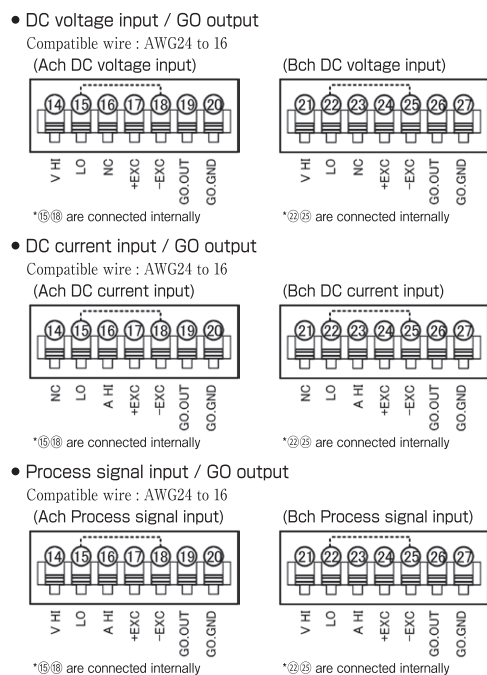 • DC voltage input / GO output
Compatible wire : AWG24 to 16
(Ach DC voltage input) (Bch DC voltage input)
⑭ ⑮ ⑯ ⑰ ⑱ ⑲ ⑳ ㉑ ㉒ ㉓ ㉔ ㉕ ㉖ ㉗
V HI LO NC +EXC −EXC GO.OUT GO.GND V HI LO NC +EXC −EXC GO.OUT GO.GND
*⑮⑱ are connected internally *㉒㉕ are connected internally
• DC current input / GO output
Compatible wire : AWG24 to 16
(Ach DC current input) (Bch DC current input)
⑭ ⑮ ⑯ ⑰ ⑱ ⑲ ⑳ ㉑ ㉒ ㉓ ㉔ ㉕ ㉖ ㉗
NC LO A HI +EXC −EXC GO.OUT GO.GND NC LO A HI +EXC −EXC GO.OUT GO.GND
*⑮⑱ are connected internally *㉒㉕ are connected internally
• Process signal input / GO output
Compatible wire : AWG24 to 16
(Ach Process signal input) (Bch Process signal input)
⑭ ⑮ ⑯ ⑰ ⑱ ⑲ ⑳ ㉑ ㉒ ㉓ ㉔ ㉕ ㉖ ㉗
V HI LO A HI +EXC −EXC GO.OUT GO.GND V HI LO A HI +EXC −EXC GO.OUT GO.GND
*⑮⑱ are connected internally *㉒㉕ are connected internally